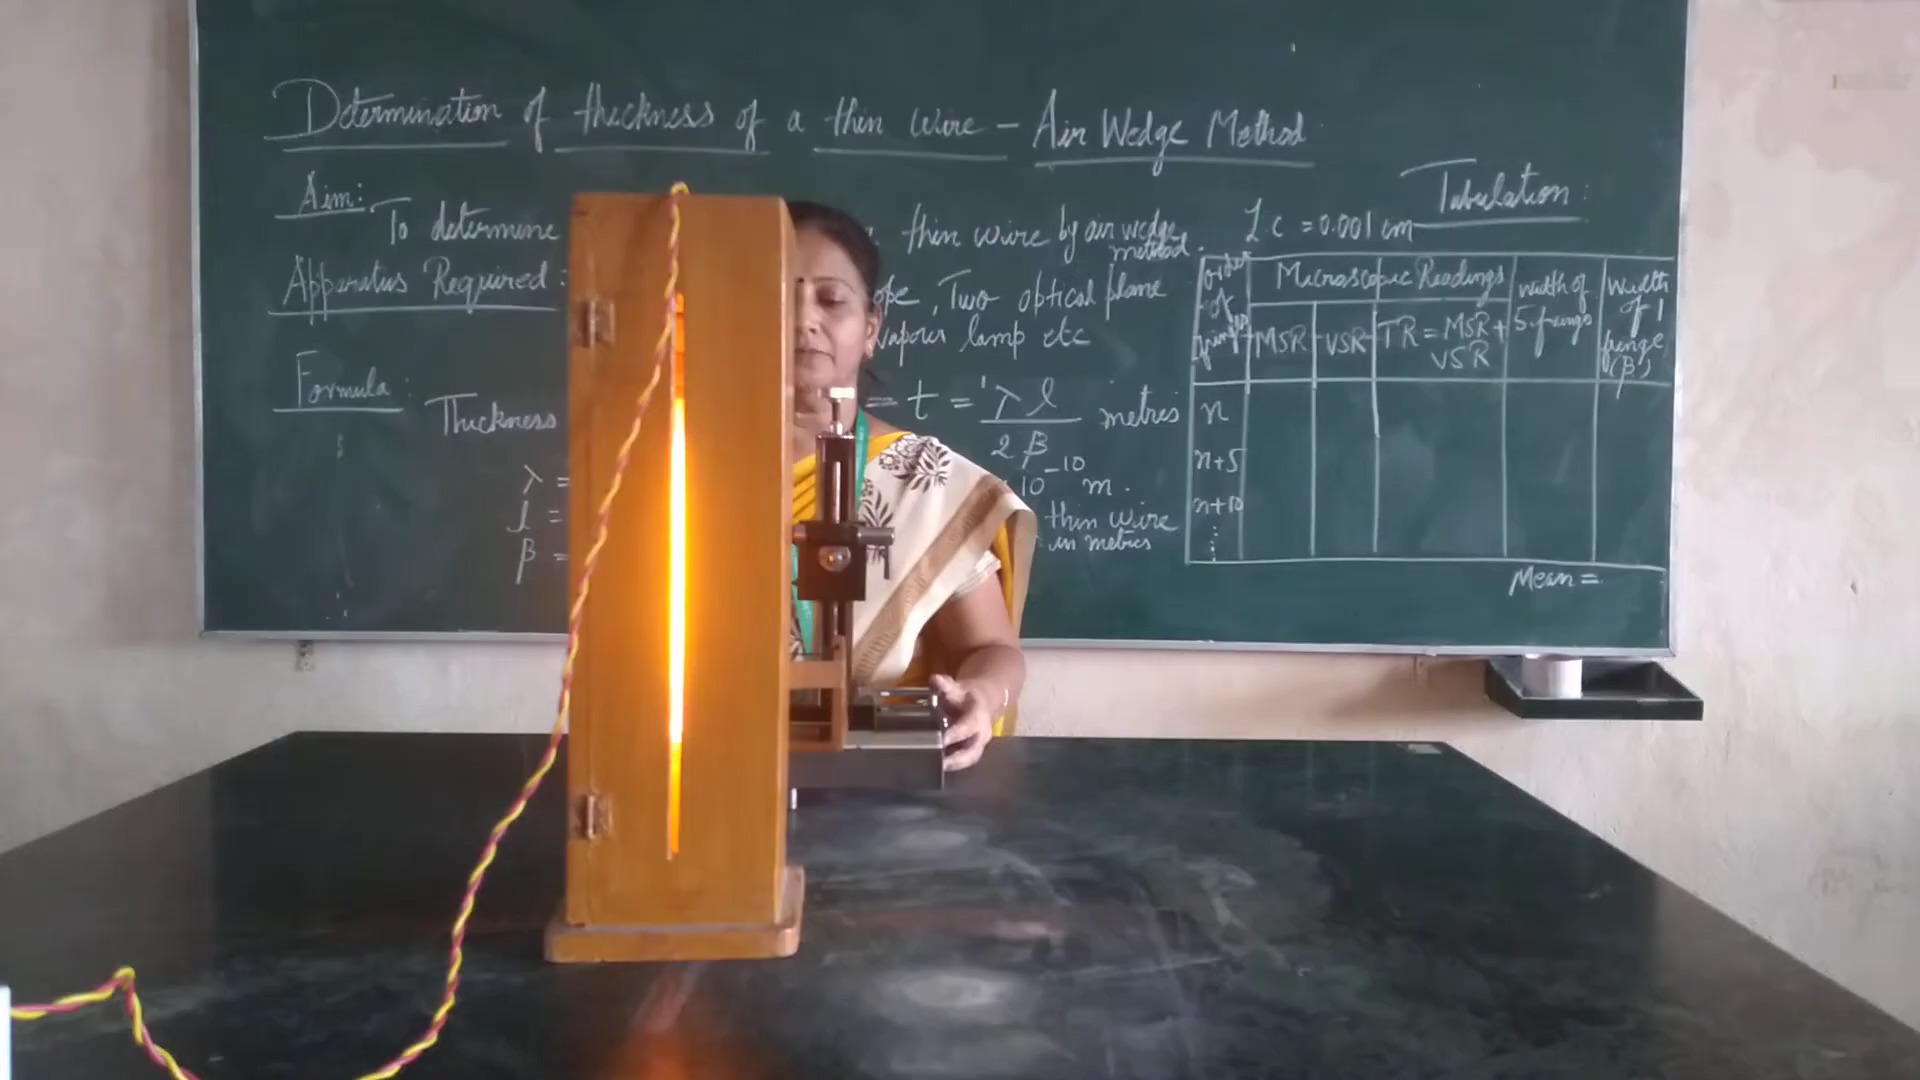 Determination of thickness of a thin wire - Air Wedge Method
Aim:
To determine thin wire by air wedge
method.
Apparatus Required: ope, Two optical plane
vapour lamp etc
Formula:
Thickness = t = λl
2β
metres
λ = 10 -10 m.
l = thin wire
β = in metres
Tabulation:
L.C = 0.001 cm
order of fringes
Microscopic Readings
MSR
VSR
TR = MSR +
VSR
width of
5 fringes
Width
of 1
fringe
(β)
n
n+5
n+10
Mean =